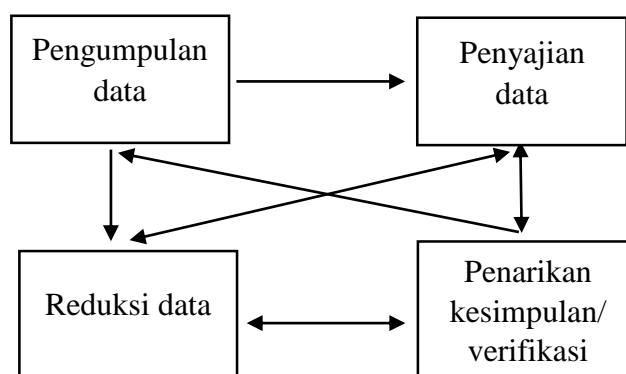 Pengumpulan
data
Penyajian
data
Reduksi data
Penarikan
kesimpulan/
verifikasi